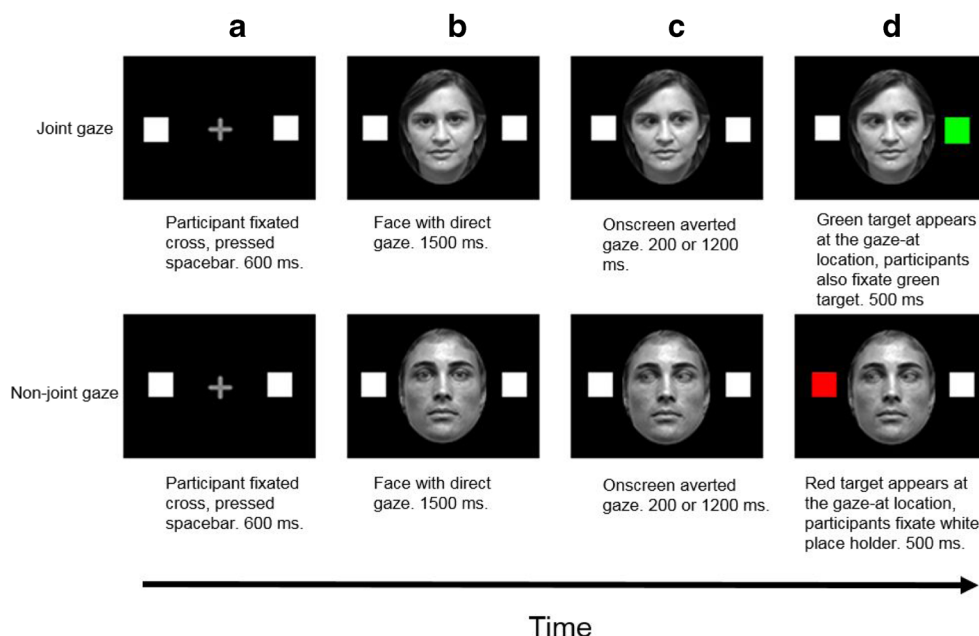 a b c d
Joint gaze
Participant fixated
cross, pressed
spacebar. 600 ms.
Face with direct
gaze. 1500 ms.
Onscreen averted
gaze. 200 or 1200
ms.
Green target appears
at the gaze-at
location, participants
also fixate green
target. 500 ms
Non-joint gaze
Participant fixated
cross, pressed
spacebar. 600 ms.
Face with direct
gaze. 1500 ms.
Onscreen averted
gaze. 200 or 1200 ms.
Red target appears at
the gaze-at location,
participants fixate white
place holder. 500 ms.
Time